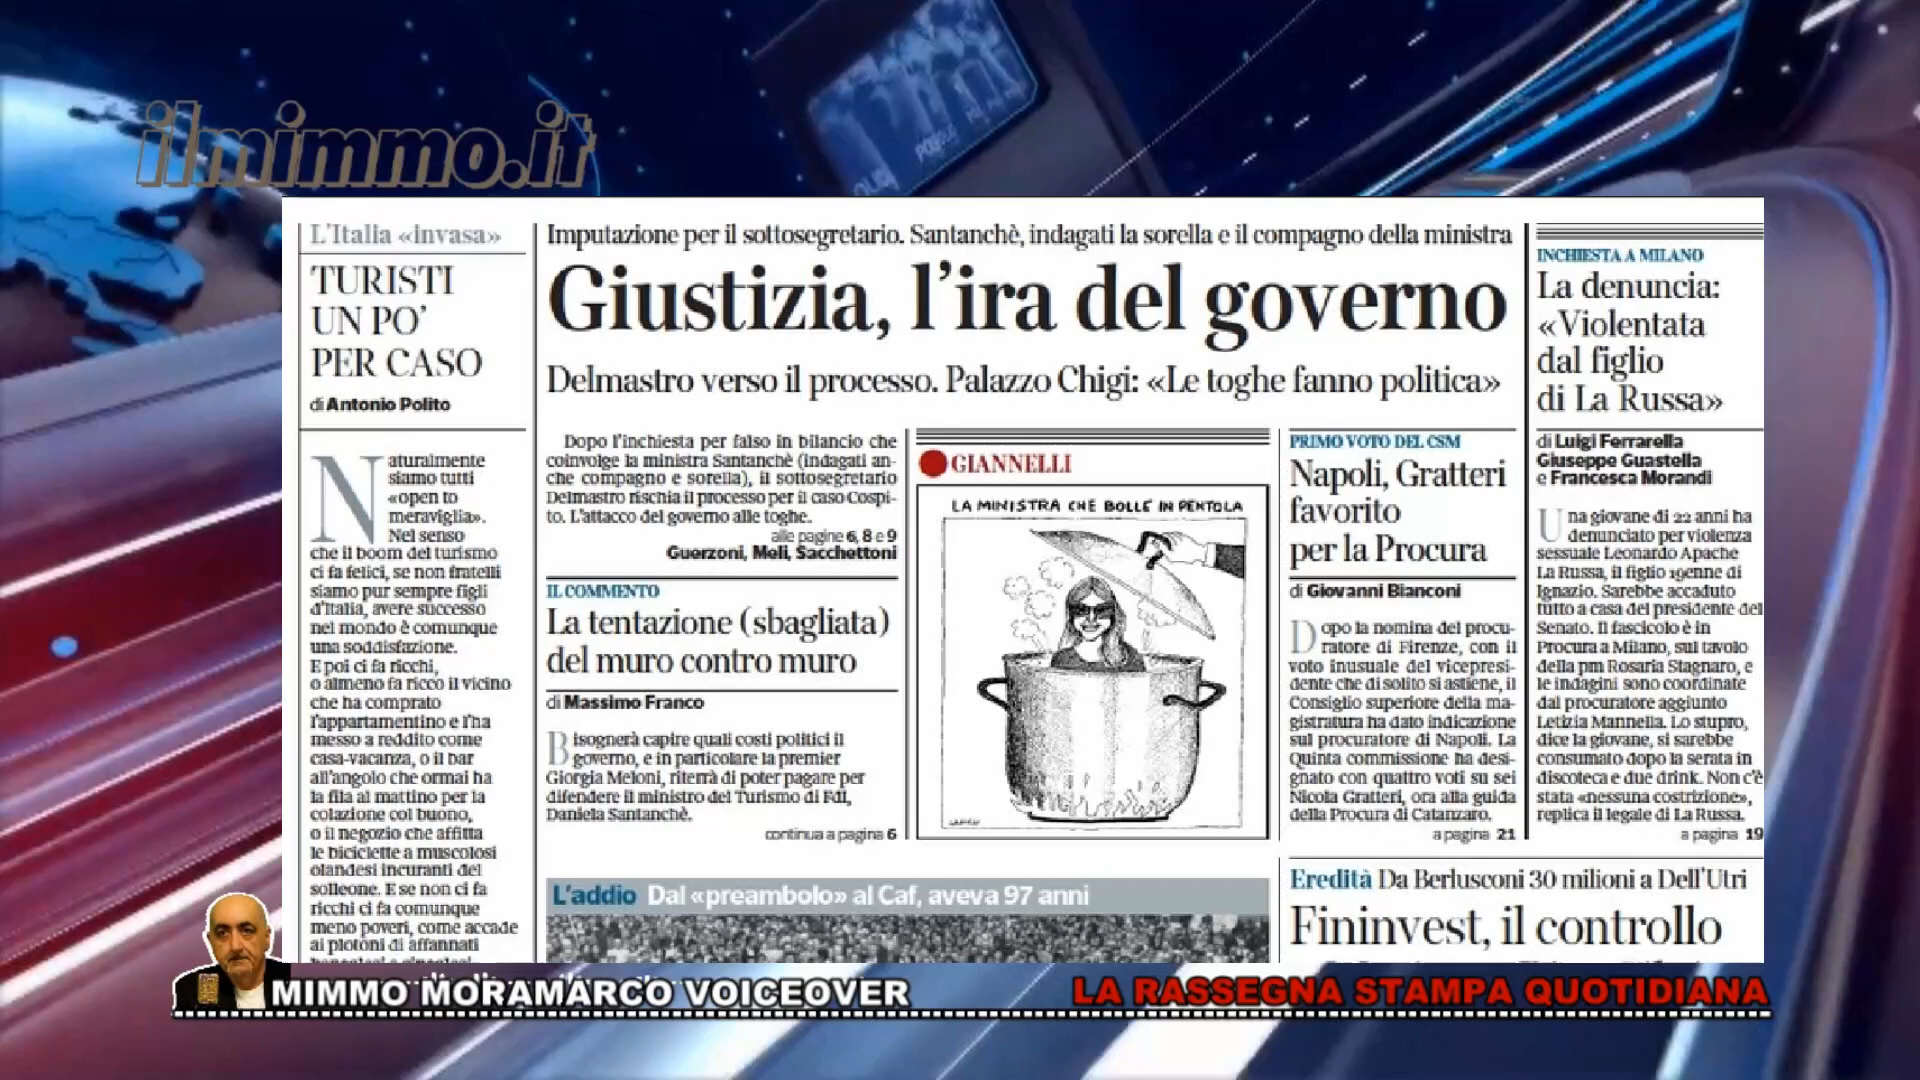 ilmimmo.it
L'Italia «invasa»
TURISTI
UN PO'
PER CASO
di Antonio Polito
Naturalmente
siamo tutti
«open to
meraviglia».
Nel senso
che il boom del turismo
ci fa felici, se non fratelli
siamo pur sempre figli
d'Italia, avere successo
nel mondo è comunque
una soddisfazione.
E poi ci fa ricchi,
o almeno fa ricco il vicino
che ha comprato
l'appartamentino e l'ha
messo a reddito come
casa-vacanza, o il bar
all'angolo che ormai ha
la fila al mattino per la
colazione col buono,
o il negozio che affitta
le biciclette a muscolosi
olandesi incuranti del
solleone. E se non ci fa
ricchi ci fa comunque
meno poveri, come accade
ai plotoni di affannati
Imputazione per il sottosegretario. Santanchè, indagati la sorella e il compagno della ministra
Giustizia, l'ira del governo
Delmastro verso il processo. Palazzo Chigi: «Le toghe fanno politica»
Dopo l'inchiesta per falso in bilancio che
coinvolge la ministra Santanchè (indagati an-
che compagno e sorella), il sottosegretario
Delmastro rischia il processo per il caso Cospi-
to. L'attacco del governo alle toghe.
alle pagine 6, 8 e 9
Guerzoni, Meli, Sacchettoni
IL COMMENTO
La tentazione (sbagliata)
del muro contro muro
di Massimo Franco
Bisognerà capire quali costi politici il
governo, e in particolare la premier
Giorgia Meloni, riterrà di poter pagare per
difendere il ministro del Turismo di FdI,
Daniela Santanchè.
continua a pagina 6
GIANNELLI
LA MINISTRA CHE BOLLE IN PENTOLA
PRIMO VOTO DEL CSM
Napoli, Gratteri
favorito
per la Procura
di Giovanni Bianconi
Dopo la nomina del procu-
ratore di Firenze, con il
voto inusuale del vicepresi-
dente che di solito si astiene, il
Consiglio superiore della ma-
gistratura ha dato indicazione
sul procuratore di Napoli. La
Quinta commissione ha desi-
gnato con quattro voti su sei
Nicola Gratteri, ora alla guida
della Procura di Catanzaro.
a pagina 21
INCHIESTA A MILANO
La denuncia:
«Violentata
dal figlio
di La Russa»
di Luigi Ferrarella
Giuseppe Guastella
e Francesca Morandi
Una giovane di 22 anni ha
denunciato per violenza
sessuale Leonardo Apache
La Russa, il figlio 19enne di
Ignazio. Sarebbe accaduto
tutto a casa del presidente del
Senato. Il fascicolo è in
Procura a Milano, sul tavolo
della pm Rosaria Stagnaro, e
le indagini sono coordinate
dal procuratore aggiunto
Letizia Mannella. Lo stupro,
dice la giovane, si sarebbe
consumato dopo la serata in
discoteca e due drink. Non c'è
stata «nessuna costrizione»,
replica il legale di La Russa.
a pagina 19
L'addio Dal «preambolo» al Caf, aveva 97 anni
Eredità Da Berlusconi 30 milioni a Dell'Utri
Fininvest, il controllo
MIMMO MORAMARCO VOICEOVER
LA RASSEGNA STAMPA QUOTIDIANA